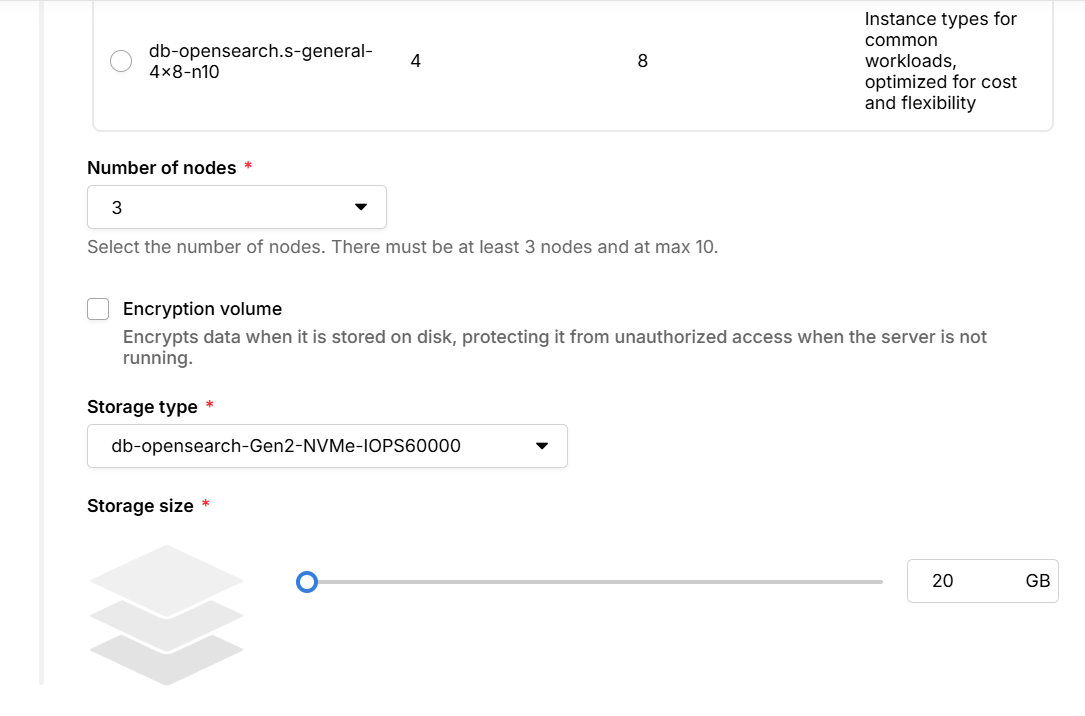 Instance types for
common
workloads,
optimized for cost
and flexibility
db-opensearch.s-general-
4x8-n10
4
8
Number of nodes *
3
Select the number of nodes. There must be at least 3 nodes and at max 10.
Encryption volume
Encrypts data when it is stored on disk, protecting it from unauthorized access when the server is not
running.
Storage type *
db-opensearch-Gen2-NVMe-IOPS60000
Storage size *
20 GB